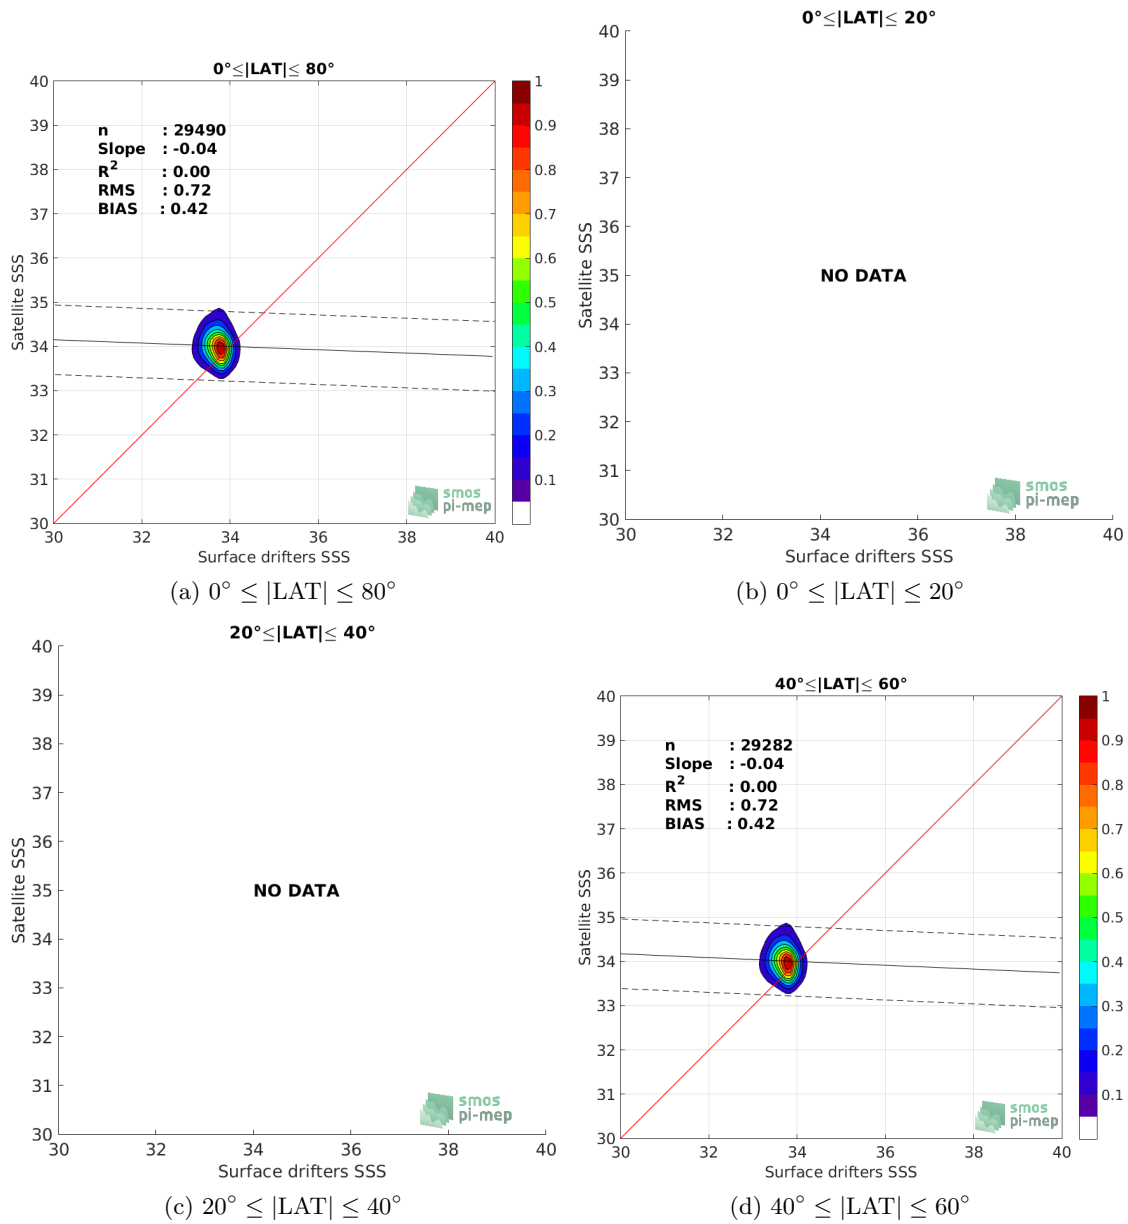 0°≤|LAT|≤ 80°
40
39
38
37
36
35
34
33
32
31
30
n : 29490
Slope : -0.04
R² : 0.00
RMS : 0.72
BIAS : 0.42
1
0.9
0.8
0.7
0.6
0.5
0.4
0.3
0.2
0.1
Satellite SSS
smos
pi-mep
30 32 34 36 38 40
Surface drifters SSS
(a) 0° ≤ |LAT| ≤ 80°
0°≤|LAT|≤ 20°
40
39
38
37
36
35
34
33
32
31
30
Satellite SSS
NO DATA
smos
pi-mep
30 32 34 36 38 40
Surface drifters SSS
(b) 0° ≤ |LAT| ≤ 20°
20°≤|LAT|≤ 40°
40
39
38
37
36
35
34
33
32
31
30
Satellite SSS
NO DATA
smos
pi-mep
30 32 34 36 38 40
Surface drifters SSS
(c) 20° ≤ |LAT| ≤ 40°
40°≤|LAT|≤ 60°
40
39
38
37
36
35
34
33
32
31
30
n : 29282
Slope : -0.04
R² : 0.00
RMS : 0.72
BIAS : 0.42
1
0.9
0.8
0.7
0.6
0.5
0.4
0.3
0.2
0.1
Satellite SSS
smos
pi-mep
30 32 34 36 38 40
Surface drifters SSS
(d) 40° ≤ |LAT| ≤ 60°